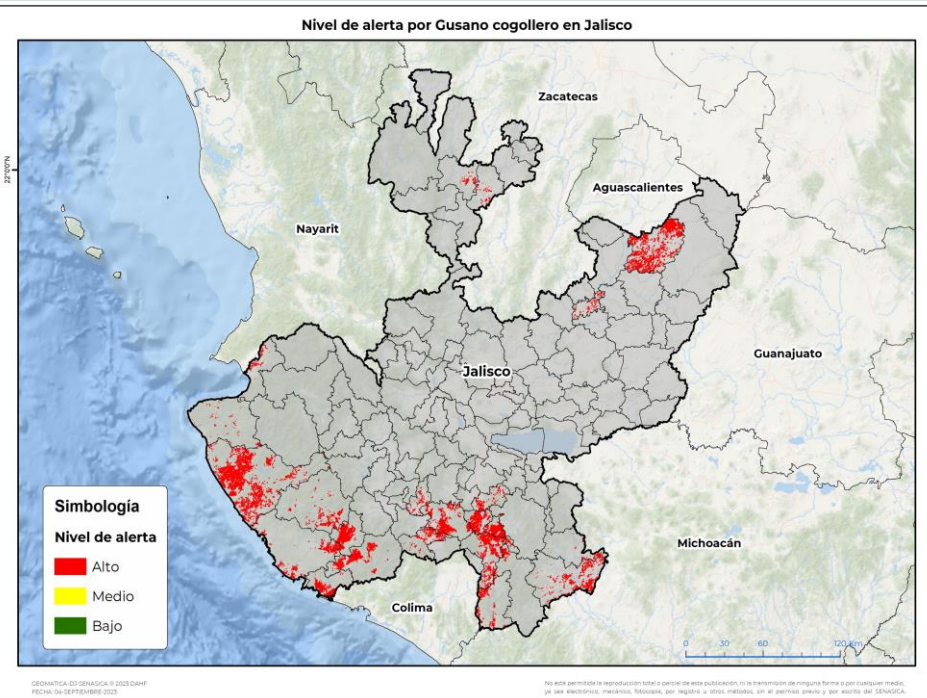 Nivel de alerta por Gusano cogollero en Jalisco
Zacatecas
22°0'0"N
Aguascalientes
Nayarit
Guanajuato
Jalisco
Simbología
Nivel de alerta
Alto
Medio
Bajo
Michoacán
Colima
0 30 60 120 Km
GEOMATICA-DJ-SENASICA © 2023 DAHF
FECHA: 04-SEPTIEMBRE-2023
No está permitida la reproducción total o parcial de esta publicación, ni la transmisión de ninguna forma o por cualquier medio,
ya sea electrónico, mecánico, fotocopia, por registro u otros métodos, sin el permiso previo y por escrito del SENASICA.